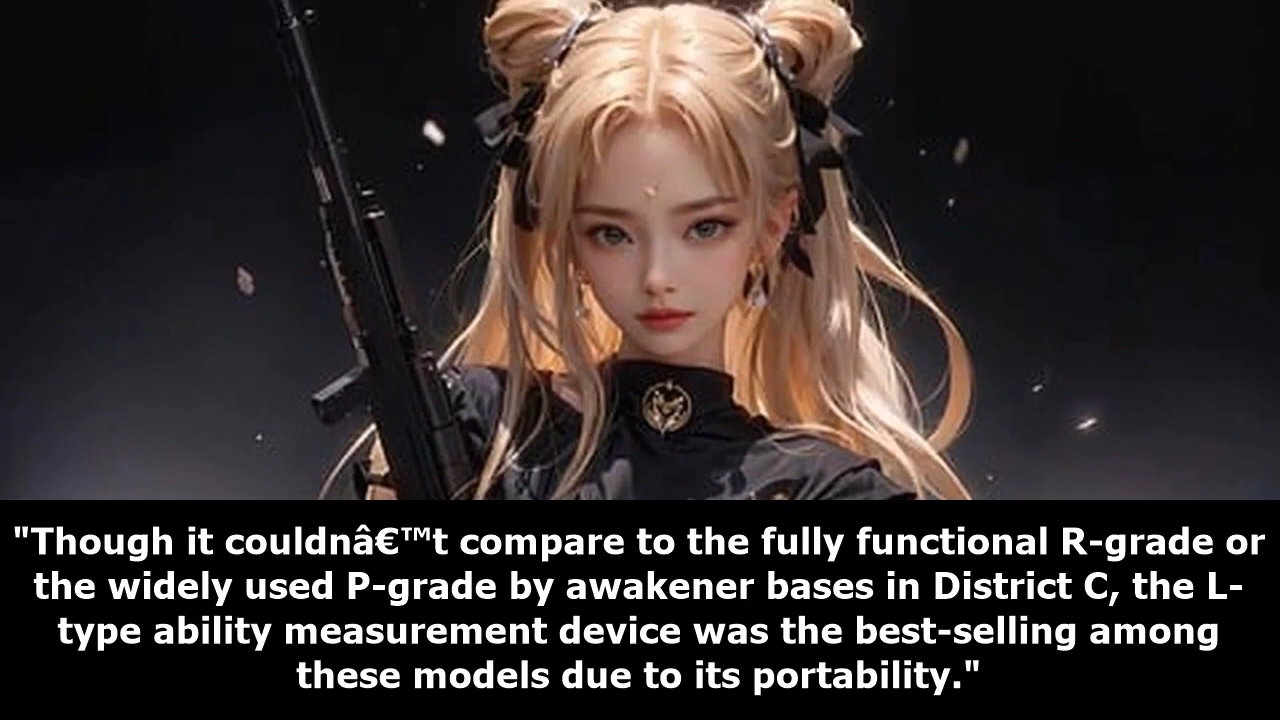 "Though it couldnâ€™t compare to the fully functional R-grade or
the widely used P-grade by awakener bases in District C, the L-
type ability measurement device was the best-selling among
these models due to its portability."